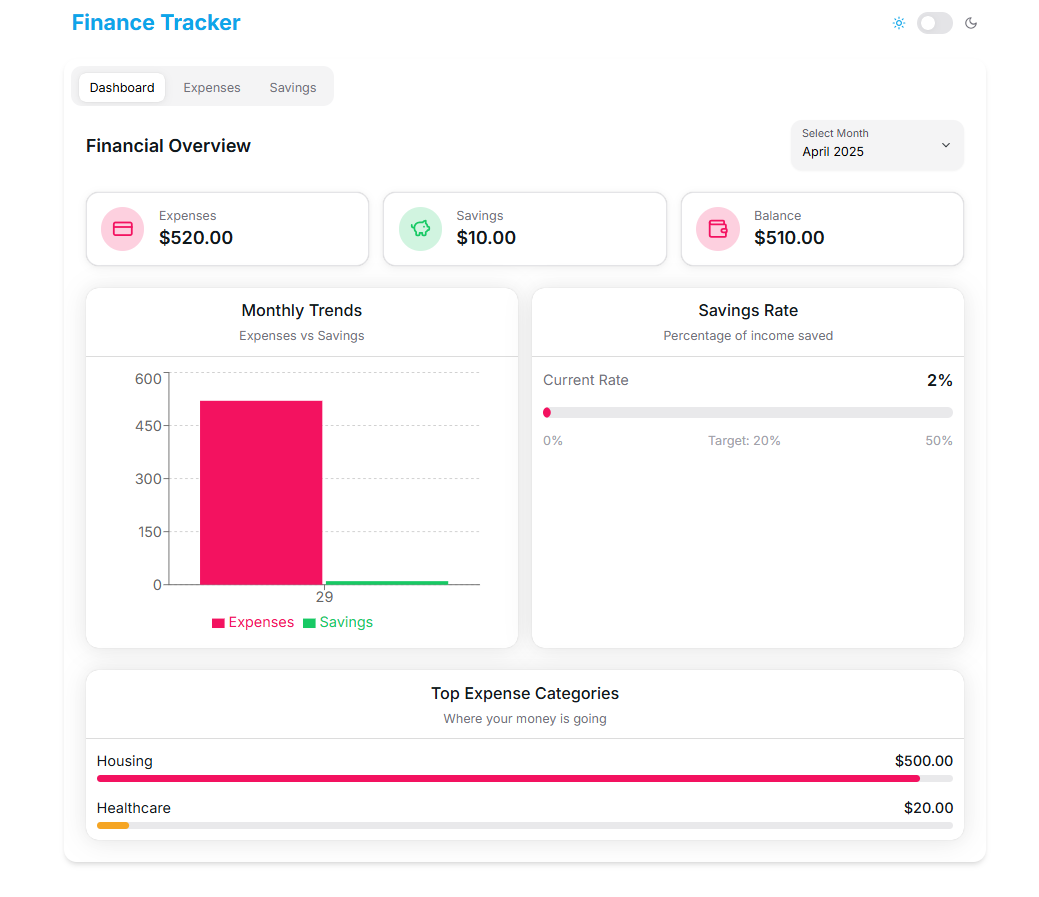 Finance Tracker
Dashboard Expenses Savings
Financial Overview
Select Month
April 2025
Expenses
$520.00
Savings
$10.00
Balance
$510.00
Monthly Trends
Expenses vs Savings
600
450
300
150
0
29
Expenses Savings
Savings Rate
Percentage of income saved
Current Rate 2%
0% Target: 20% 50%
Top Expense Categories
Where your money is going
Housing $500.00
Healthcare $20.00